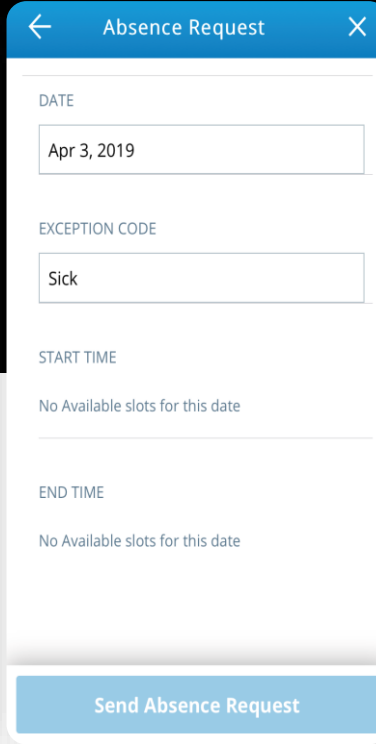 Absence Request
DATE
Apr 3, 2019
EXCEPTION CODE
Sick
START TIME
No Available slots for this date
END TIME
No Available slots for this date
Send Absence Request